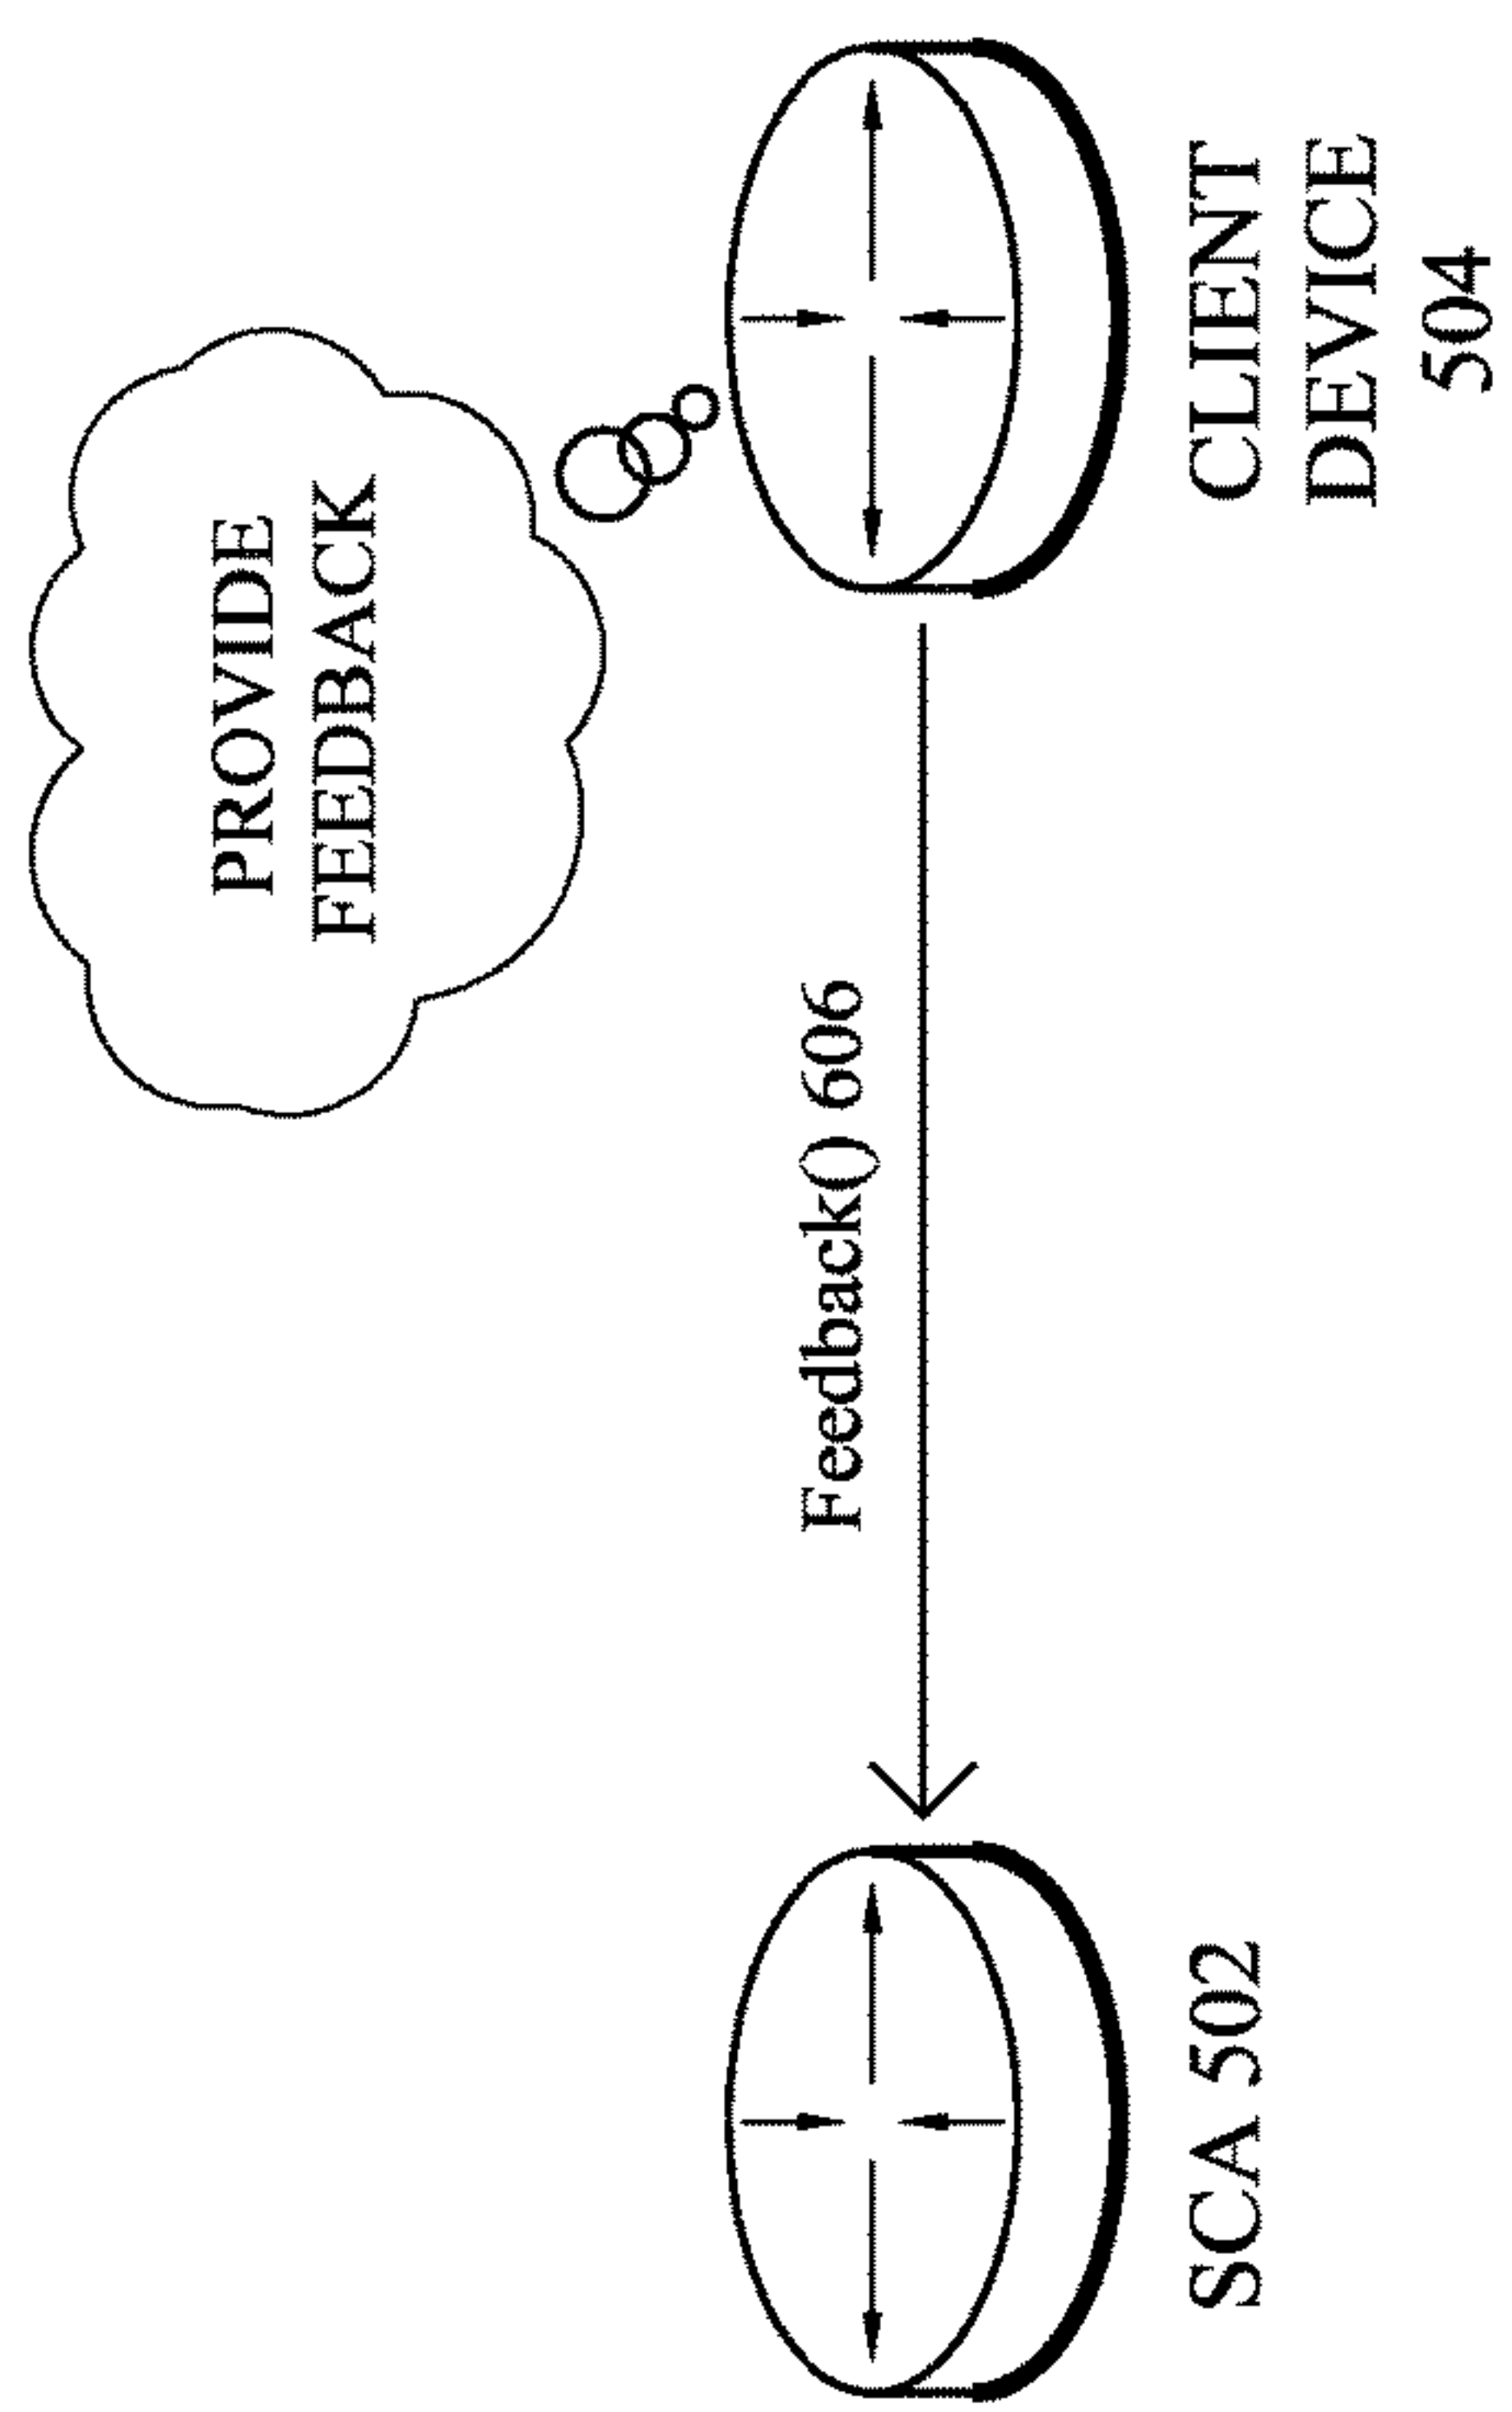 PROVIDE
FEEDBACK
Feedback() 606
SCA 502
CLIENT
DEVICE
504